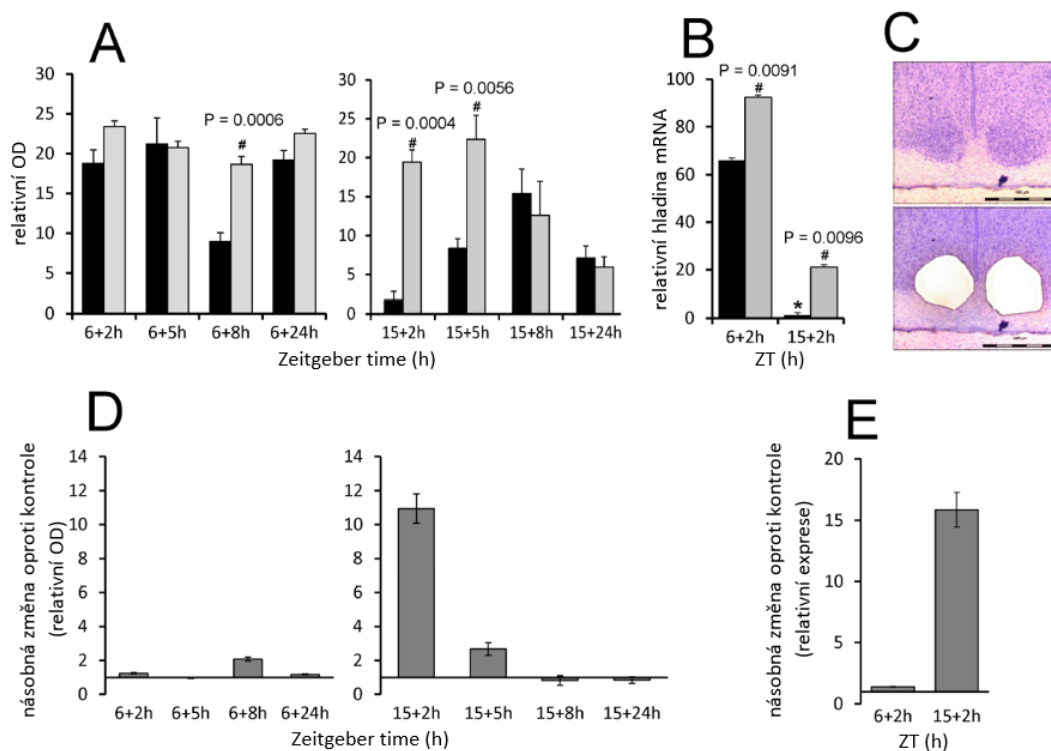 A
relativní OD
30
25
20
15
10
5
0
P = 0.0006
#
6+2h 6+5h 6+8h 6+24h
30
25
20
15
10
5
0
P = 0.0004
#
P = 0.0056
#
15+2h 15+5h 15+8h 15+24h
Zeitgeber time (h)
B
relativní hladina mRNA
100
80
60
40
20
0
P = 0.0091
#
P = 0.0096
#
*
6+2h 15+2h
ZT (h)
C
D
násobná změna oproti kontrole
(relativní OD)
14
12
10
8
6
4
2
0
6+2h 6+5h 6+8h 6+24h
14
12
10
8
6
4
2
0
15+2h 15+5h 15+8h 15+24h
Zeitgeber time (h)
E
násobná změna oproti kontrole
(relativní exprese)
20
15
10
5
0
6+2h 15+2h
ZT (h)